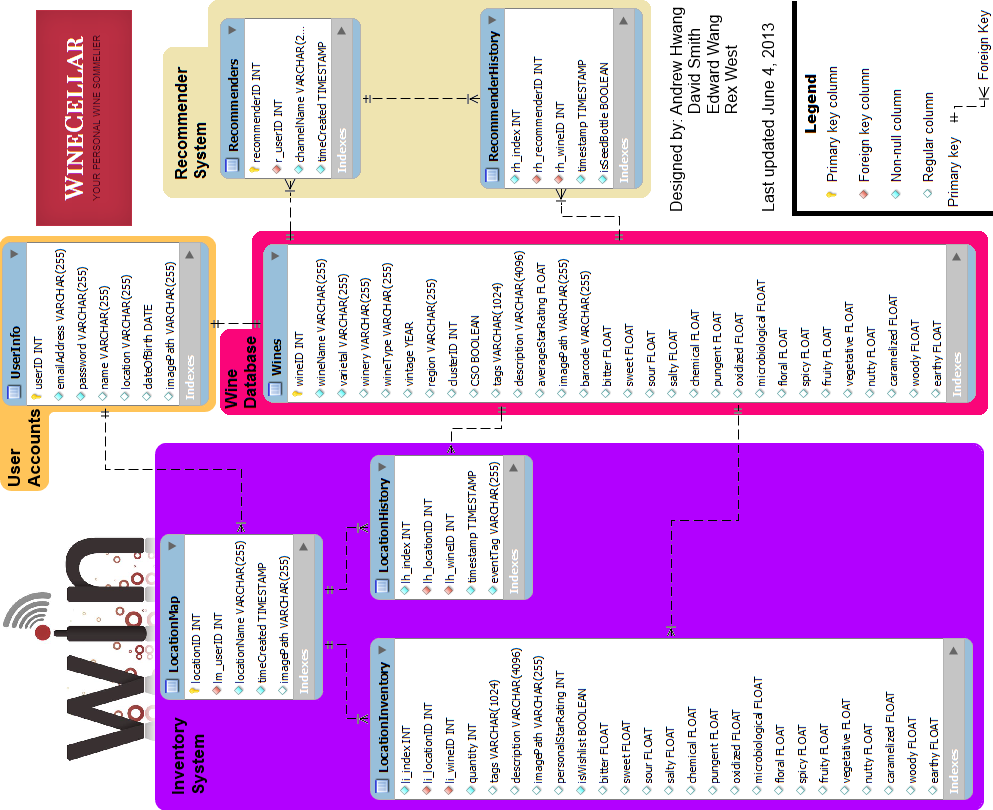 WINECELLAR
YOUR PERSONAL WINE SOMMELIER
Recommender
System
Recommenders
recommenderID INT
r_userID INT
channelName VARCHAR(2...
timeCreated TIMESTAMP
Indexes
RecommenderHistory
rh_index INT
rh_recommenderID INT
rh_wineID INT
timestamp TIMESTAMP
isSeedBottle BOOLEAN
Indexes
Designed by: Andrew Hwang
David Smith
Edward Wang
Rex West
Last updated June 4, 2013
Legend
Primary key column
Foreign key column
Non-null column
Regular column
Primary key
Foreign Key
User
Accounts
UserInfo
userID INT
emailAddress VARCHAR(255)
password VARCHAR(255)
name VARCHAR(255)
location VARCHAR(255)
dateOfBirth DATE
imagePath VARCHAR(255)
Indexes
Wine
Database
Wines
wineID INT
wineName VARCHAR(255)
varietal VARCHAR(255)
winery VARCHAR(255)
wineType VARCHAR(255)
vintage YEAR
region VARCHAR(255)
clusterID INT
CSO BOOLEAN
tags VARCHAR(1024)
description VARCHAR(4096)
averageStarRating FLOAT
imagePath VARCHAR(255)
barcode VARCHAR(255)
bitter FLOAT
sweet FLOAT
sour FLOAT
salty FLOAT
chemical FLOAT
pungent FLOAT
oxidized FLOAT
microbiological FLOAT
floral FLOAT
spicy FLOAT
fruity FLOAT
vegetative FLOAT
nutty FLOAT
caramelized FLOAT
woody FLOAT
earthy FLOAT
Indexes
Win
Inventory
System
LocationMap
locationID INT
lm_userID INT
locationName VARCHAR(255)
timeCreated TIMESTAMP
imagePath VARCHAR(255)
Indexes
LocationHistory
lh_index INT
lh_locationID INT
lh_wineID INT
timestamp TIMESTAMP
eventTag VARCHAR(255)
Indexes
LocationInventory
li_index INT
li_locationID INT
li_wineID INT
quantity INT
tags VARCHAR(1024)
description VARCHAR(4096)
imagePath VARCHAR(255)
personalStarRating INT
isWishlist BOOLEAN
bitter FLOAT
sweet FLOAT
sour FLOAT
salty FLOAT
chemical FLOAT
pungent FLOAT
oxidized FLOAT
microbiological FLOAT
floral FLOAT
spicy FLOAT
fruity FLOAT
vegetative FLOAT
nutty FLOAT
caramelized FLOAT
woody FLOAT
earthy FLOAT
Indexes